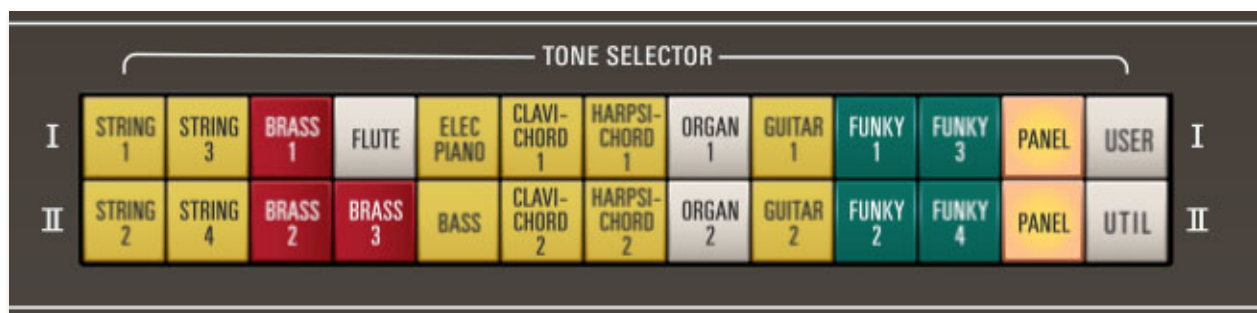 TONE SELECTOR
I STRING 1 STRING 3 BRASS 1 FLUTE ELEC PIANO CLAVI-CHORD 1 HARPSI-CHORD 1 ORGAN 1 GUITAR 1 FUNKY 1 FUNKY 3 PANEL USER I
II STRING 2 STRING 4 BRASS 2 BRASS 3 BASS CLAVI-CHORD 2 HARPSI-CHORD 2 ORGAN 2 GUITAR 2 FUNKY 2 FUNKY 4 PANEL UTIL II